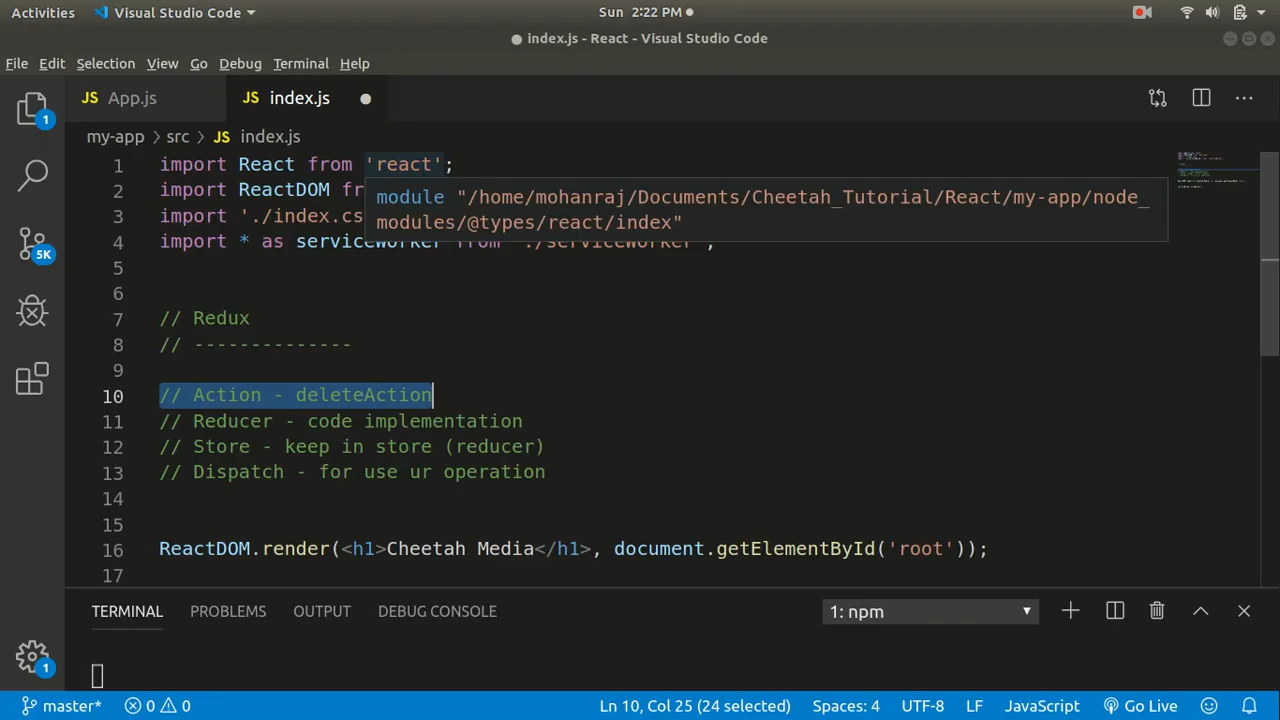 Activities Visual Studio Code Sun 2:22 PM
index.js - React - Visual Studio Code
File Edit Selection View Go Debug Terminal Help
1 JS App.js JS index.js
my-app > src > JS index.js
1 import React from 'react';
2 import ReactDOM fr
module "/home/mohanraj/Documents/Cheetah_Tutorial/React/my-app/node_
modules/@types/react/index"
3 import './index.cs
4 import * as serviceWorker from './serviceWorker';
5
6
7 // Redux
8 // --------------
9
10 // Action - deleteAction
11 // Reducer - code implementation
12 // Store - keep in store (reducer)
13 // Dispatch - for use ur operation
14
15
16 ReactDOM.render(<h1>Cheetah Media</h1>, document.getElementById('root'));
17
5K
TERMINAL PROBLEMS OUTPUT DEBUG CONSOLE 1: npm
1
master* 0 0 Ln 10, Col 25 (24 selected) Spaces: 4 UTF-8 LF JavaScript Go Live